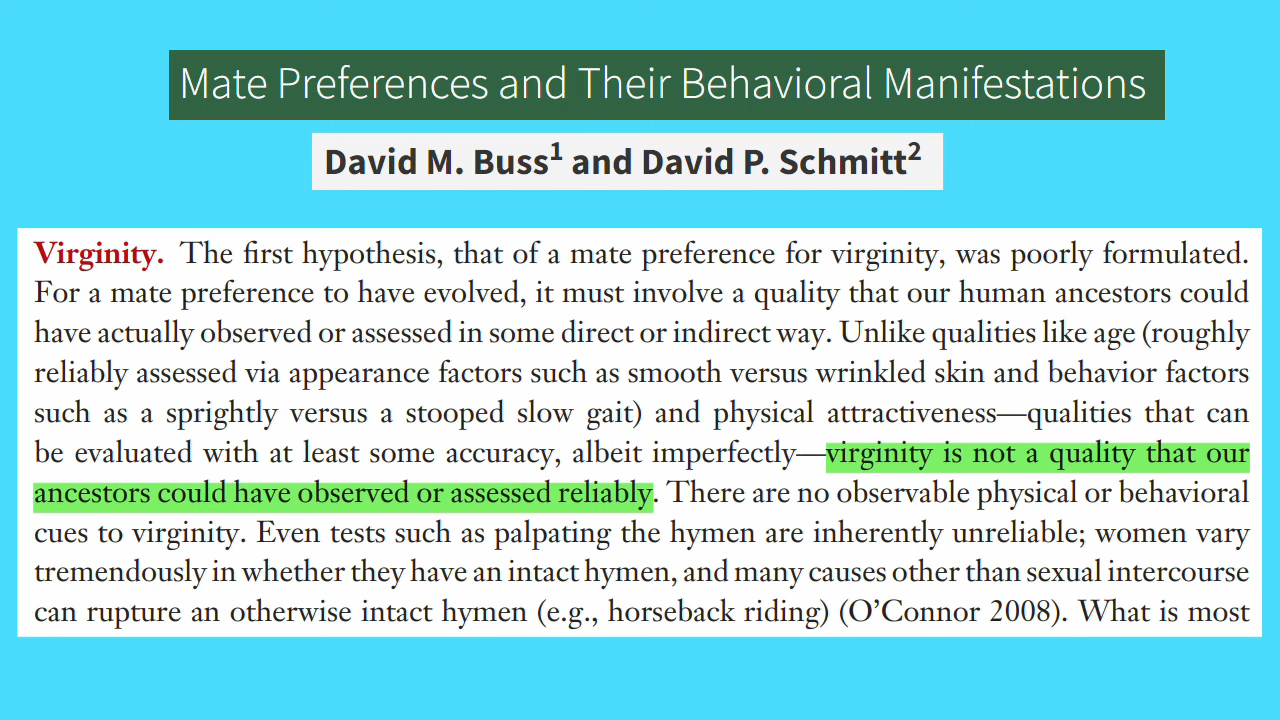 Mate Preferences and Their Behavioral Manifestations
David M. Buss¹ and David P. Schmitt²
Virginity. The first hypothesis, that of a mate preference for virginity, was poorly formulated.
For a mate preference to have evolved, it must involve a quality that our human ancestors could
have actually observed or assessed in some direct or indirect way. Unlike qualities like age (roughly
reliably assessed via appearance factors such as smooth versus wrinkled skin and behavior factors
such as a sprightly versus a stooped slow gait) and physical attractiveness—qualities that can
be evaluated with at least some accuracy, albeit imperfectly—virginity is not a quality that our
ancestors could have observed or assessed reliably. There are no observable physical or behavioral
cues to virginity. Even tests such as palpating the hymen are inherently unreliable; women vary
tremendously in whether they have an intact hymen, and many causes other than sexual intercourse
can rupture an otherwise intact hymen (e.g., horseback riding) (O’Connor 2008). What is most